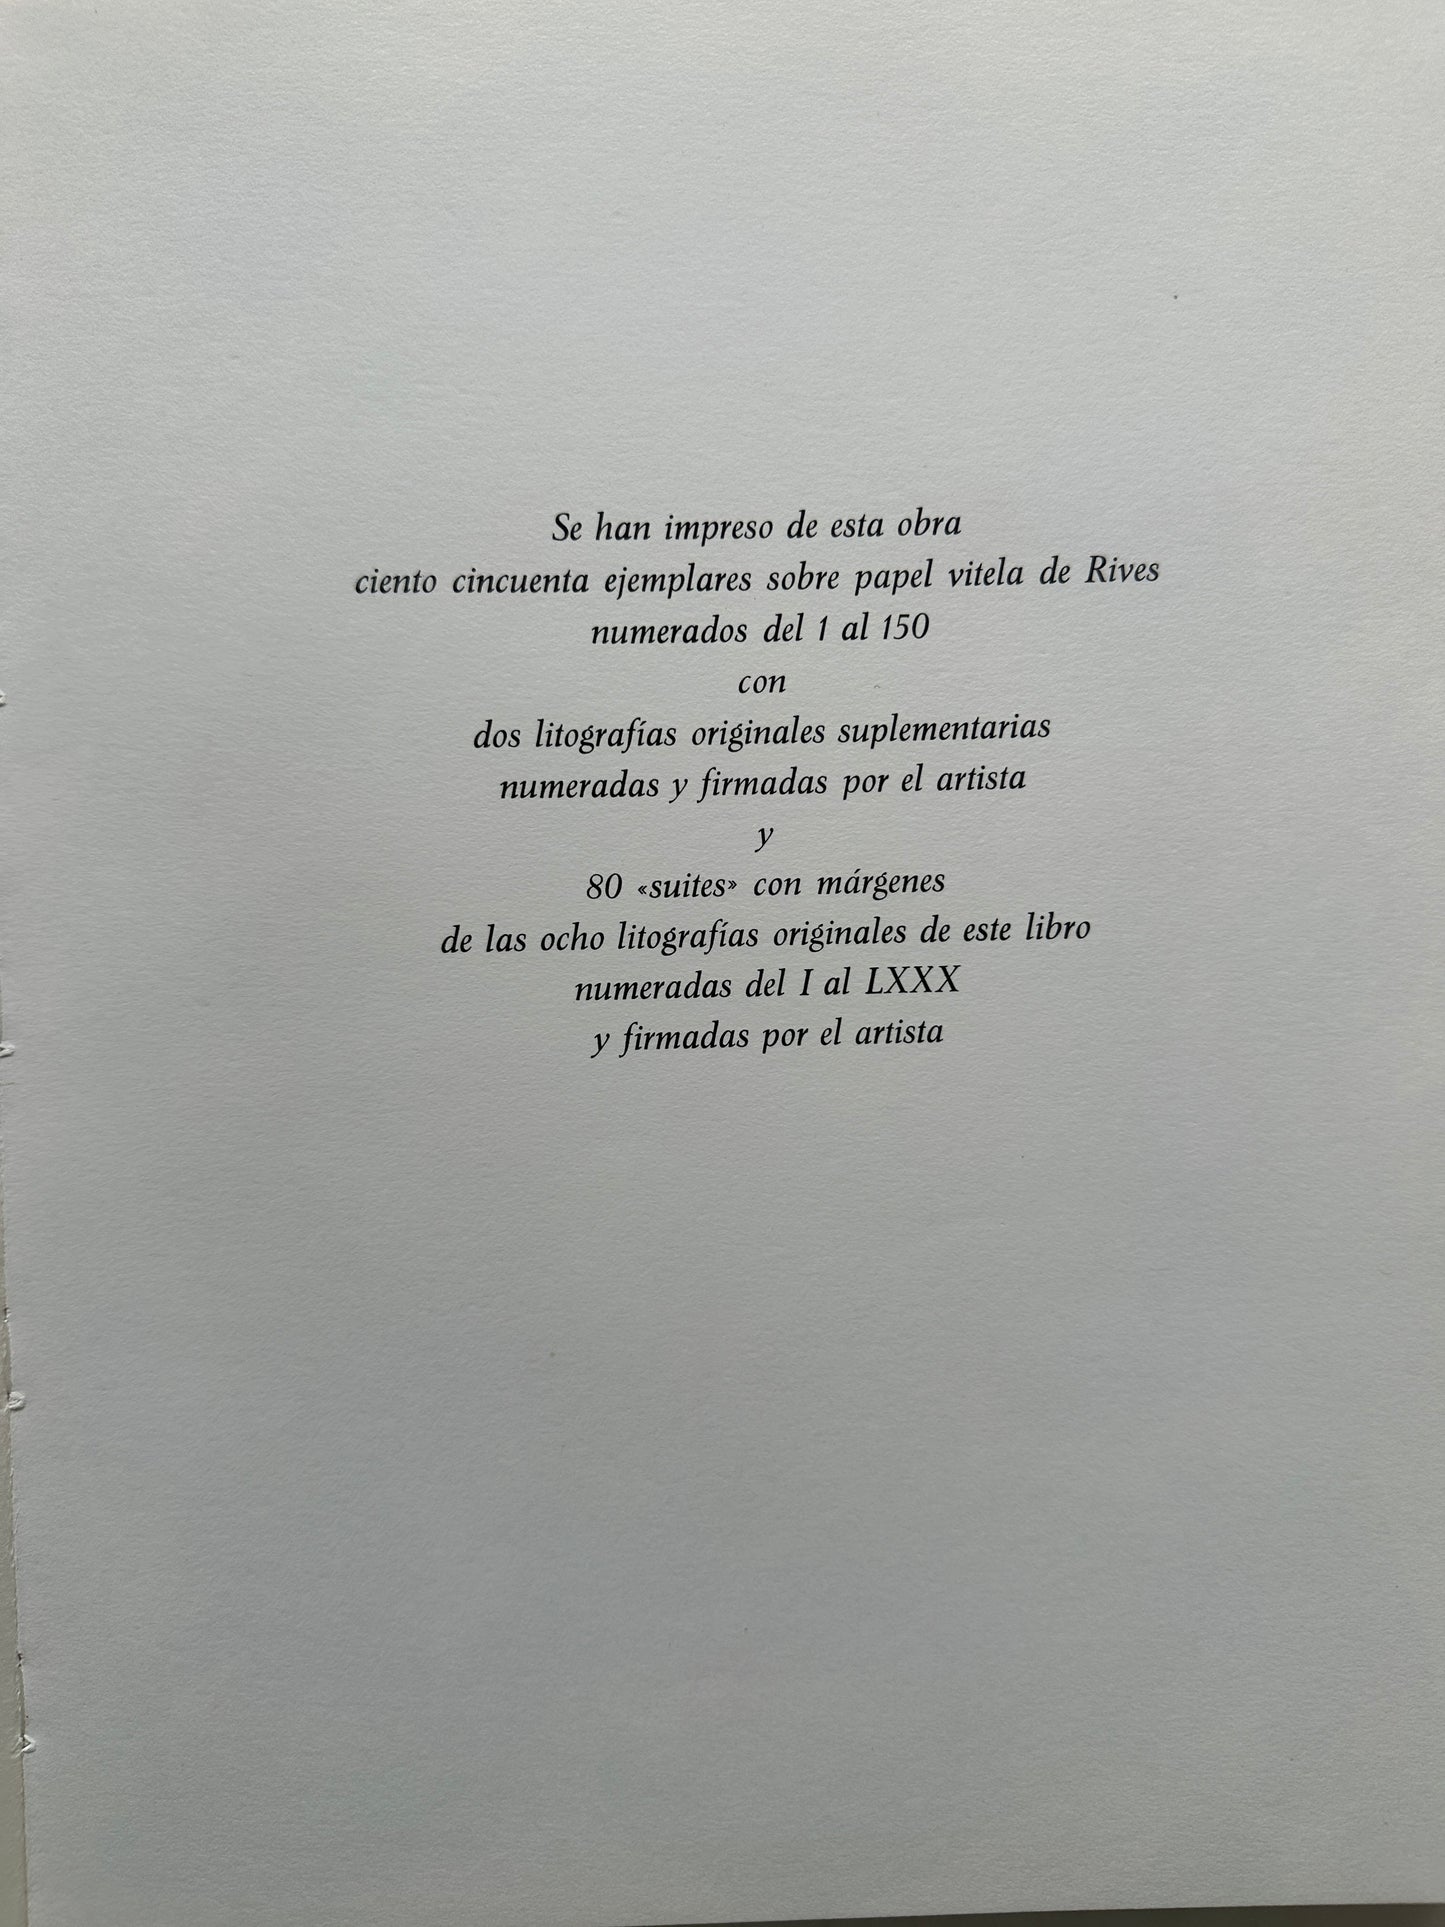 Se han impreso de esta obra
ciento cincuenta ejemplares sobre papel vitela de Rives
numerados del 1 al 150
con
dos litografías originales suplementarias
numeradas y firmadas por el artista
y
80 «suites» con márgenes
de las ocho litografías originales de este libro
numeradas del I al LXXX
y firmadas por el artista